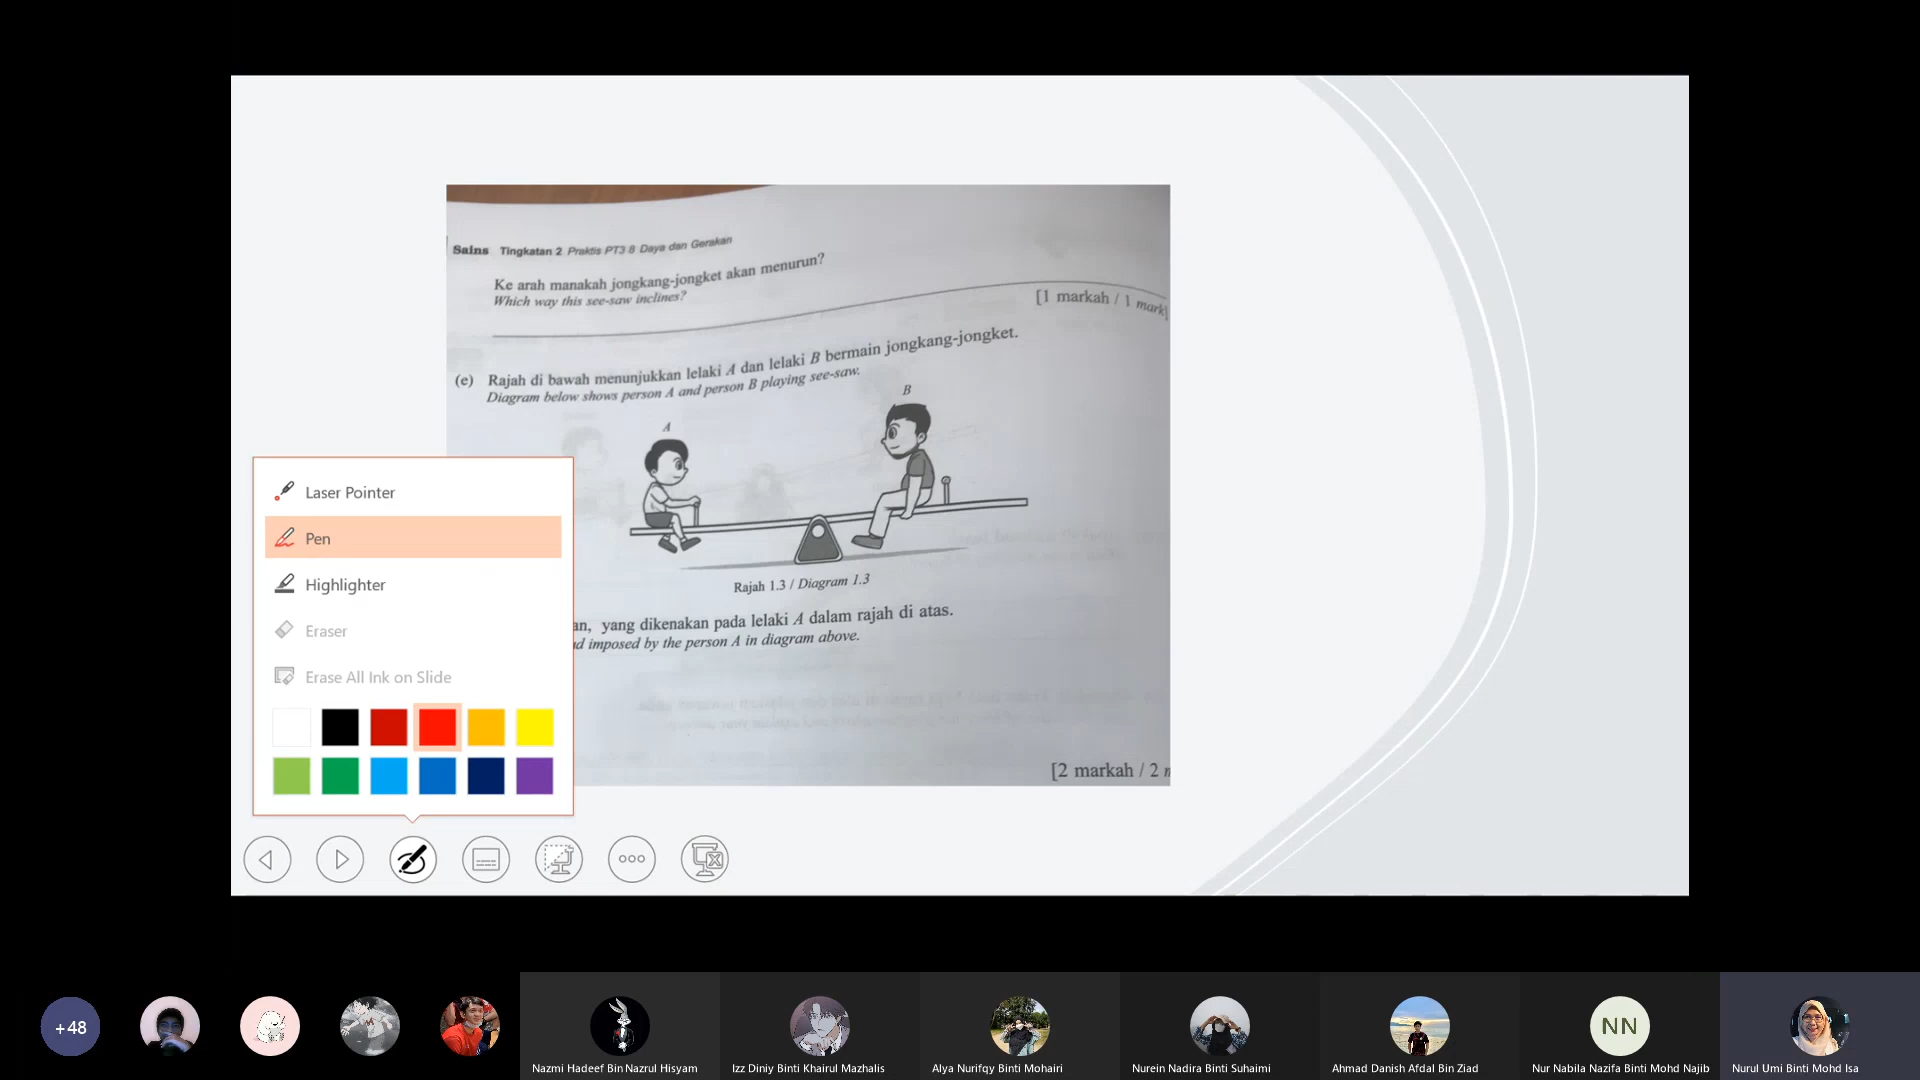 Sains Tingkatan 2 Praktis PT3 8 Daya dan Gerakan
Ke arah manakah jongkang-jongket akan menurun?
Which way this see-saw inclines?
[1 markah / 1 mark]
(e) Rajah di bawah menunjukkan lelaki A dan lelaki B bermain jongkang-jongket.
Diagram below shows person A and person B playing see-saw.
A
B
Rajah 1.3 / Diagram 1.3
an, yang dikenakan pada lelaki A dalam rajah di atas.
imposed by the person A in diagram above.
[2 markah / 2
Laser Pointer
Pen
Highlighter
Eraser
Erase All Ink on Slide
+48
Nazmi Hadeef Bin Nazrul Hisyam
Izz Diniy Binti Khairul Mazhalis
Alya Nurifqy Binti Mohairi
Nurein Nadira Binti Suhaimi
Ahmad Danish Afdal Bin Ziad
NN
Nur Nabila Nazifa Binti Mohd Najib
Nurul Umi Binti Mohd Isa